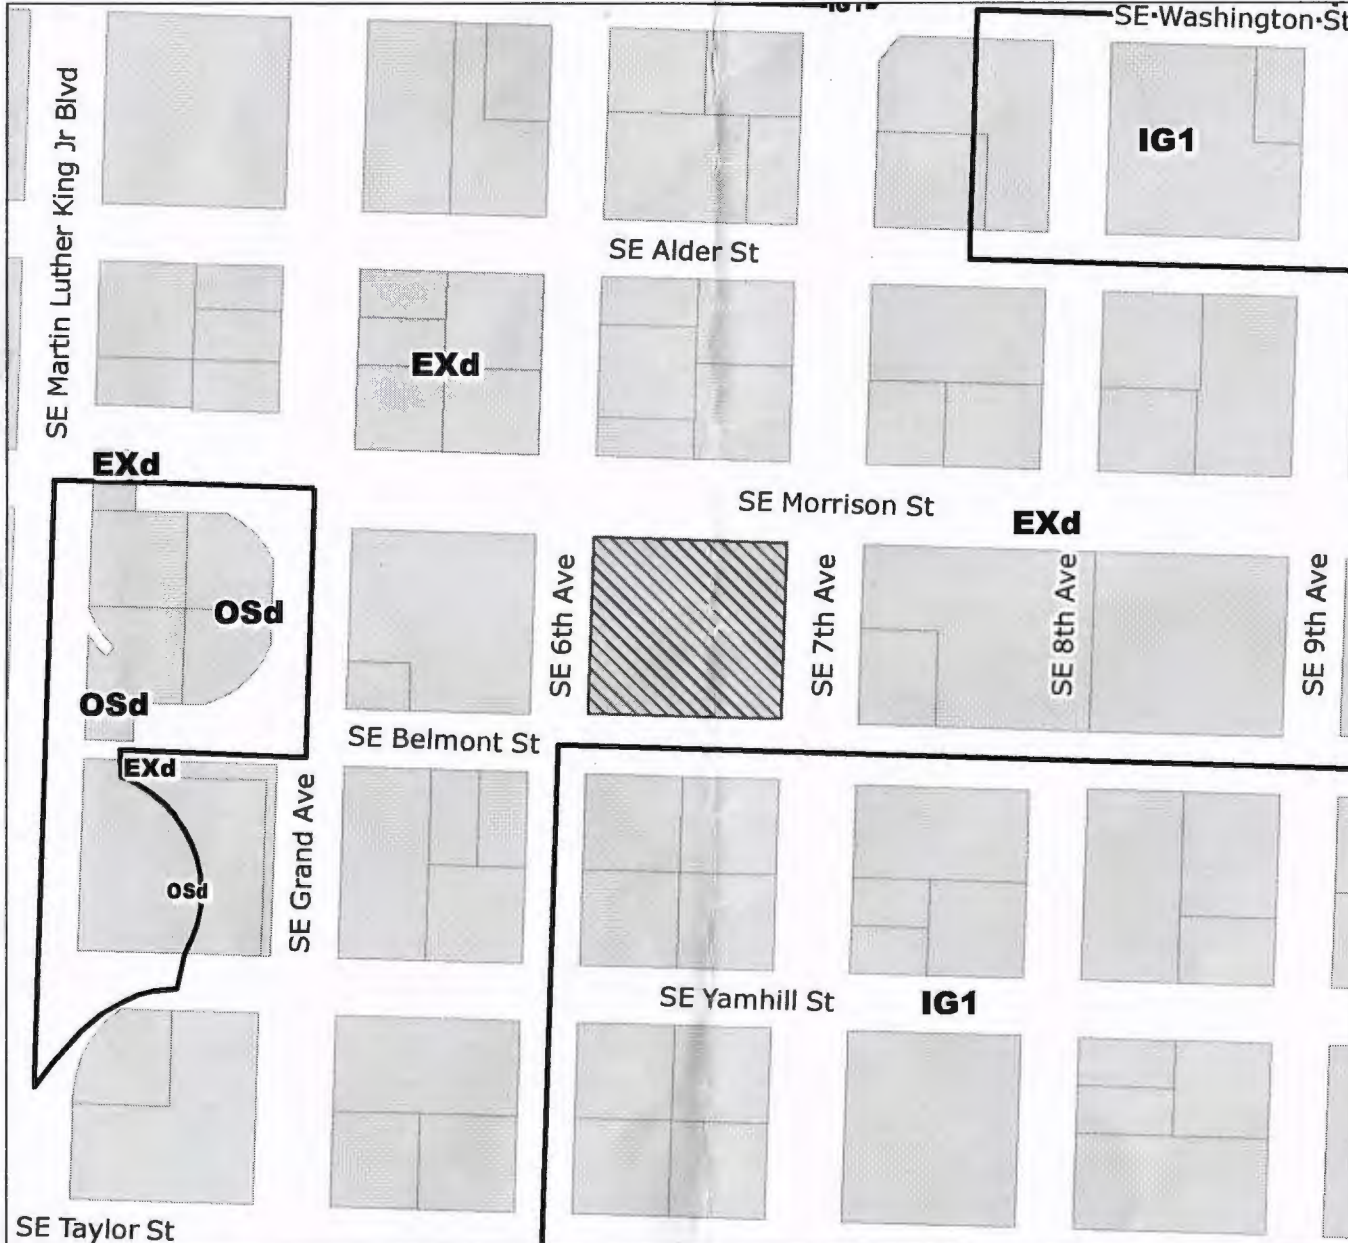 IG1
SE Washington St
SE Martin Luther King Jr Blvd
IG1
SE Alder St
EXd
EXd
SE Morrison St
EXd
OSd
SE 6th Ave
SE 7th Ave
SE 8th Ave
SE 9th Ave
OSd
SE Belmont St
EXd
SE Grand Ave
OSd
SE Yamhill St
IG1
SE Taylor St